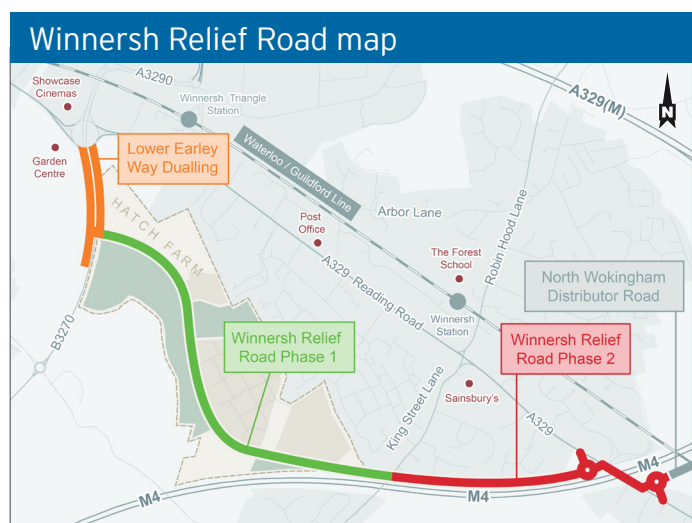 Winnersh Relief Road map
Showcase
Cinemas
A3290
Winnersh Triangle
Station
A329(M)
N
Garden
Centre
Lower Earley
Way Dualling
Waterloo / Guildford Line
HATCH FARM
Post
Office
Arbor Lane
Robin Hood Lane
The Forest
School
A329-Reading Road
North Wokingham
Distributor Road
B3270
Winnersh Relief
Road Phase 1
Winnersh
Station
Winnersh Relief
Road Phase 2
King Street Lane
Sainsbury's
A329
M4
M4
M4